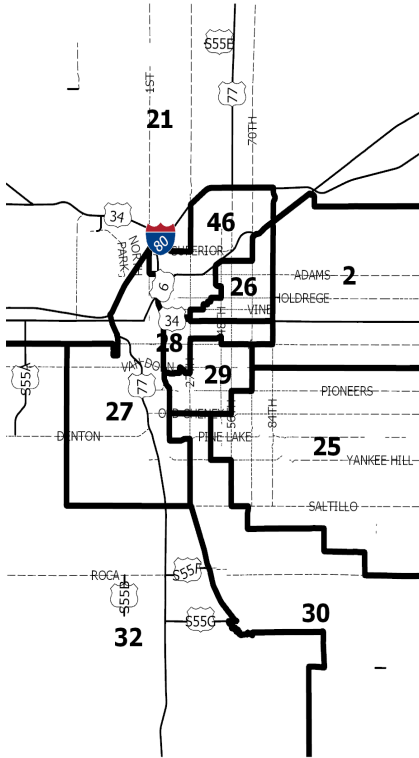 S55E
1ST
77
21
70TH
34
46
80
SUPERIOR
NORTH
PARK
6
26
ADAMS
2
HOLDREGE
VINE
34
48TH
28
VAN DORN
27TH
29
S55A
77
PIONEERS
27
OLD CHENEY
56TH
84TH
DENTON
PINE LAKE
25
YANKEE HILL
SALTILLO
ROCA
S55F
S55B
S55G
30
32